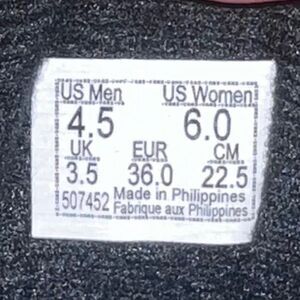 US Men US Women
4.5 6.0
UK EUR CM
3.5 36.0 22.5
507452 Made in Philippines
Fabrique aux Philippines